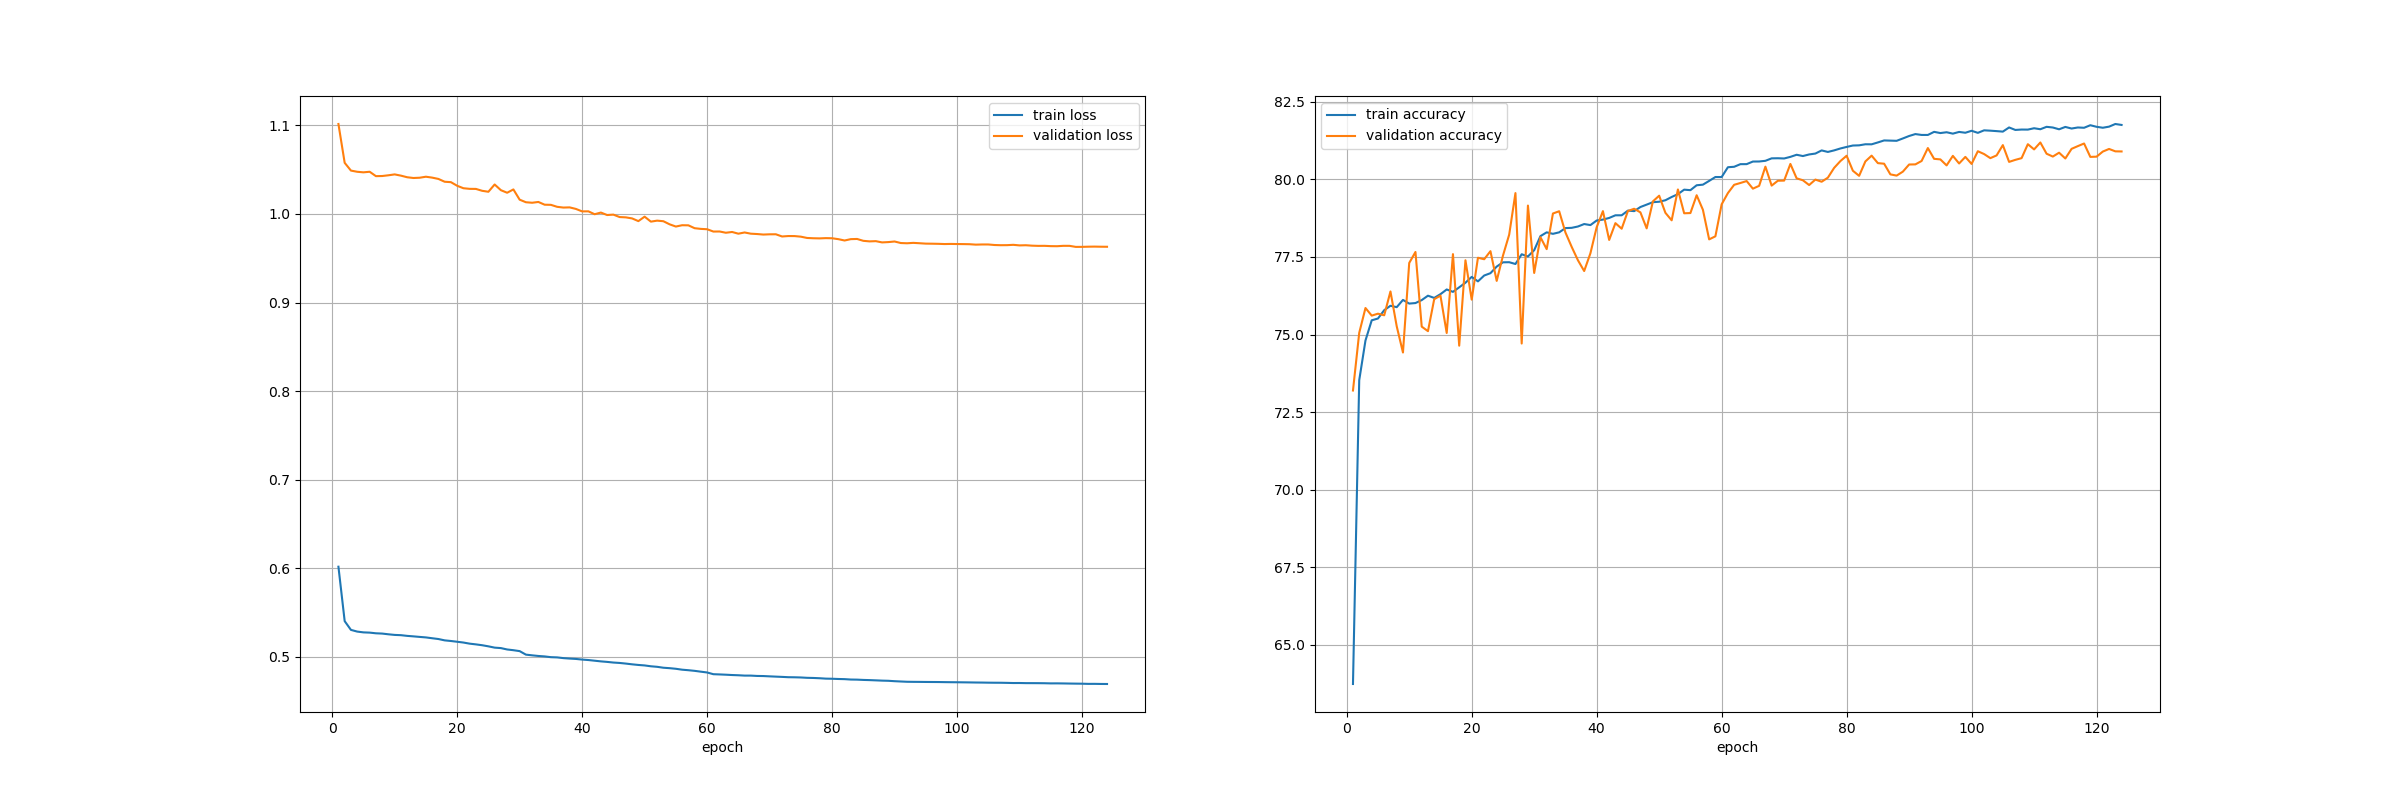 train loss
validation loss
1.1
1.0
0.9
0.8
0.7
0.6
0.5
0 20 40 60 80 100 120
epoch
train accuracy
validation accuracy
82.5
80.0
77.5
75.0
72.5
70.0
67.5
65.0
0 20 40 60 80 100 120
epoch